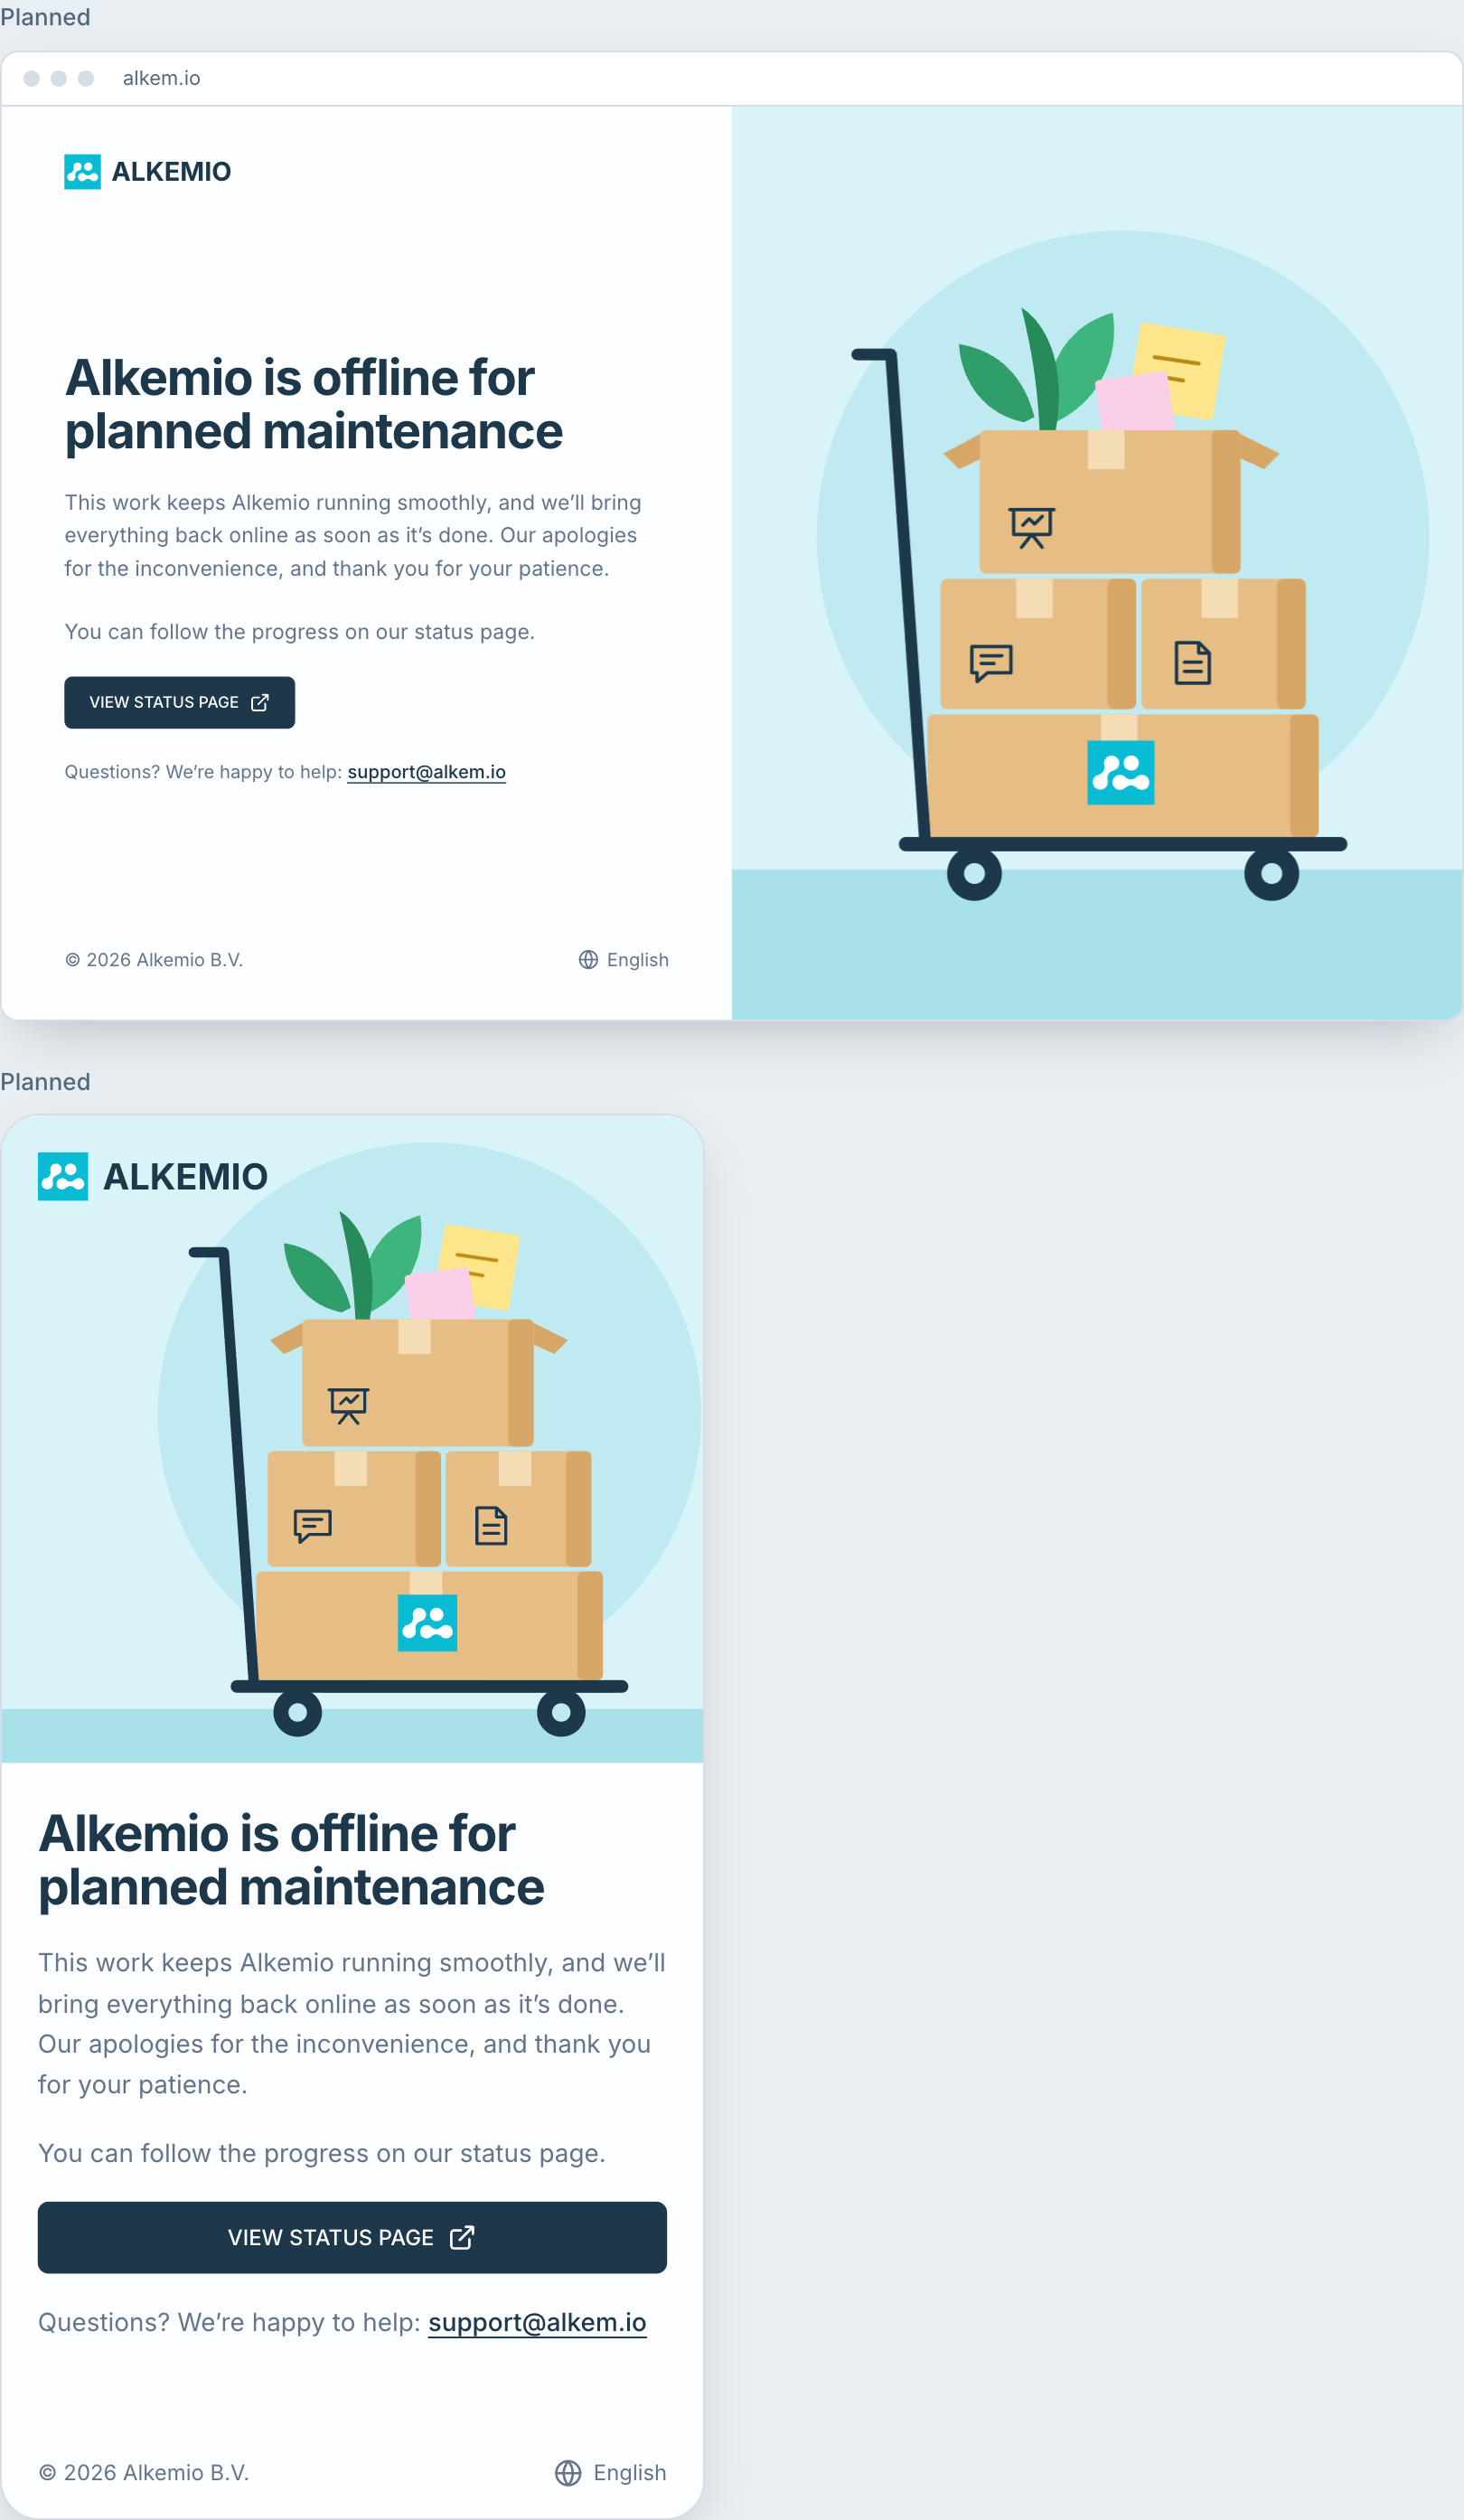 Planned
alkem.io
ALKEMIO
Alkemio is offline for
planned maintenance
This work keeps Alkemio running smoothly, and we’ll bring
everything back online as soon as it’s done. Our apologies
for the inconvenience, and thank you for your patience.
You can follow the progress on our status page.
VIEW STATUS PAGE
Questions? We’re happy to help: support@alkem.io
© 2026 Alkemio B.V.
English
Planned
ALKEMIO
Alkemio is offline for
planned maintenance
This work keeps Alkemio running smoothly, and we’ll
bring everything back online as soon as it’s done.
Our apologies for the inconvenience, and thank you
for your patience.
You can follow the progress on our status page.
VIEW STATUS PAGE
Questions? We’re happy to help: support@alkem.io
© 2026 Alkemio B.V.
English